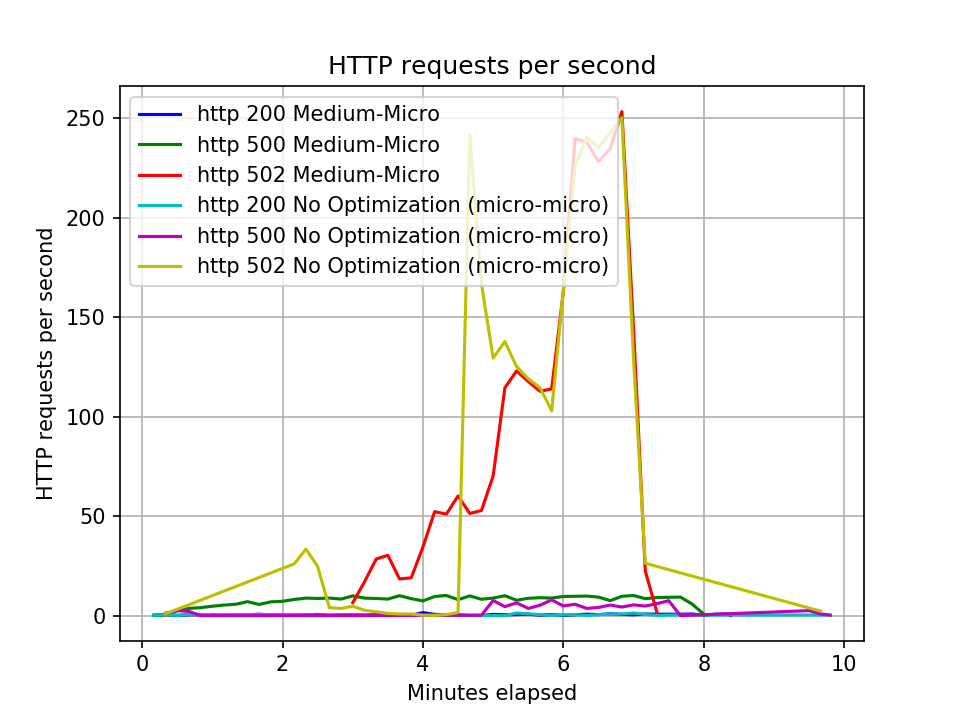 HTTP requests per second
http 200 Medium-Micro
http 500 Medium-Micro
http 502 Medium-Micro
http 200 No Optimization (micro-micro)
http 500 No Optimization (micro-micro)
http 502 No Optimization (micro-micro)
HTTP requests per second
250
200
150
100
50
0
0 2 4 6 8 10
Minutes elapsed